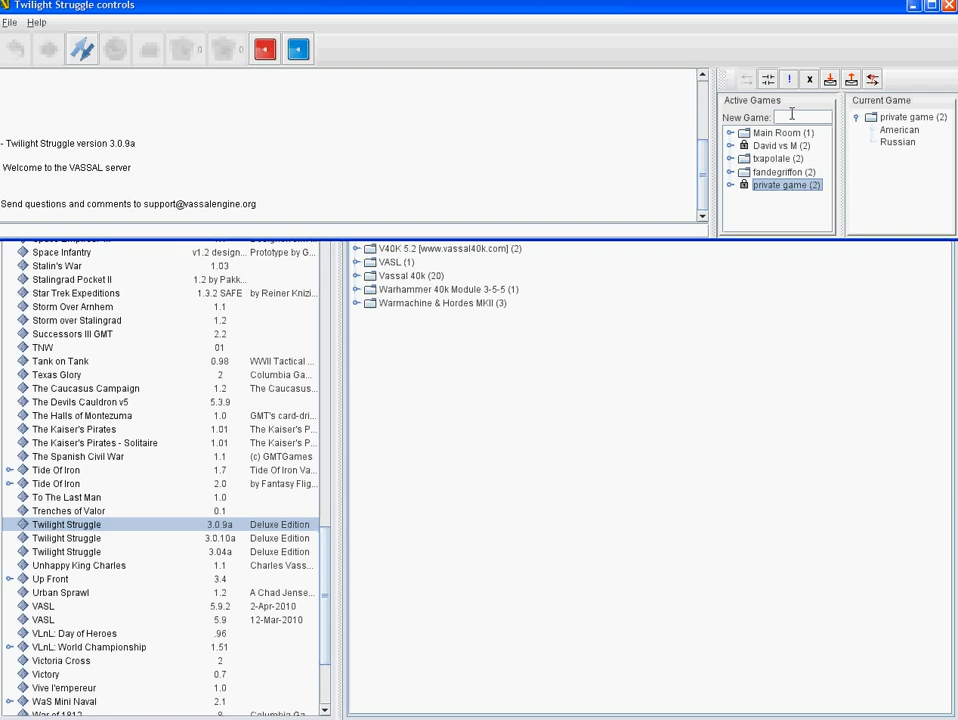 Twilight Struggle controls
File Help
0 0
Active Games
Current Game
New Game:
Main Room (1)
David vs M (2)
txapolale (2)
fandegriffon (2)
private game (2)
private game (2)
American
Russian
- Twilight Struggle version 3.0.9a
Welcome to the VASSAL server
Send questions and comments to support@vassalengine.org
Space Infantry v1.2 design... Prototype by G...
Stalin's War 1.03
Stalingrad Pocket II 1.2 by Pakk...
Star Trek Expeditions 1.3.2 SAFE by Reiner Knizi...
Storm Over Arnhem 1.1
Storm over Stalingrad 1.2
Successors III GMT 2.2
TNW 01
Tank on Tank 0.98 WWII Tactical ...
Texas Glory 2 Columbia Ga...
The Caucasus Campaign 1.2 The Caucasus...
The Devils Cauldron v5 5.3.9
The Halls of Montezuma 1.0 GMT's card-dri...
The Kaiser's Pirates 1.01 The Kaiser's P...
The Kaiser's Pirates - Solitaire 1.01 The Kaiser's P...
The Spanish Civil War 1.1 (c) GMTGames
Tide Of Iron 1.7 Tide Of Iron Va...
Tide Of Iron 2.0 by Fantasy Flig...
To The Last Man 1.0
Trenches of Valor 0.1
Twilight Struggle 3.0.9a Deluxe Edition
Twilight Struggle 3.0.10a Deluxe Edition
Twilight Struggle 3.04a Deluxe Edition
Unhappy King Charles 1.1 Charles Vass...
Up Front 3.4
Urban Sprawl 1.2 A Chad Jense...
VASL 5.9.2 2-Apr-2010
VASL 5.9 12-Mar-2010
VLnL: Day of Heroes .96
VLnL: World Championship 1.51
Victoria Cross 2
Victory 0.7
Vive l'empereur 1.0
WaS Mini Naval 2.1
War of 1812 8 Columbia Ga...
V40K 5.2 [www.vassal40k.com] (2)
VASL (1)
Vassal 40k (20)
Warhammer 40k Module 3-5-5 (1)
Warmachine & Hordes MKII (3)